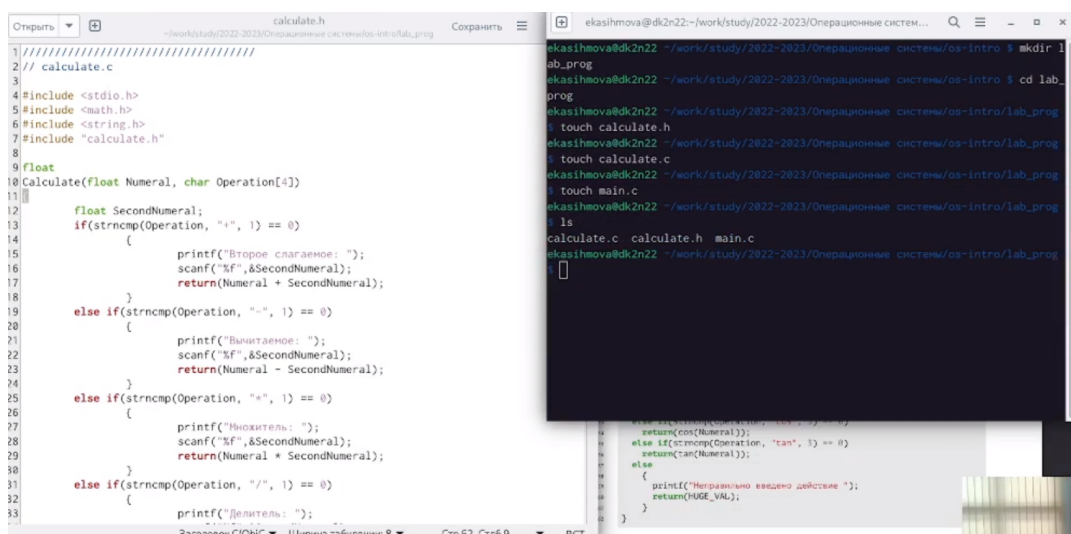 Открыть
calculate.h
~/work/study/2022-2023/Операционные системы/os-intro/lab_prog
Сохранить
1 ////////////////////////////////////
2 // calculate.c
3
4 #include <stdio.h>
5 #include <math.h>
6 #include <string.h>
7 #include "calculate.h"
8
9 float
10 Calculate(float Numeral, char Operation[4])
11 {
12 float SecondNumeral;
13 if(strncmp(Operation, "+", 1) == 0)
14 {
15 printf("Второе слагаемое: ");
16 scanf("%f",&SecondNumeral);
17 return(Numeral + SecondNumeral);
18 }
19 else if(strncmp(Operation, "-", 1) == 0)
20 {
21 printf("Вычитаемое: ");
22 scanf("%f",&SecondNumeral);
23 return(Numeral - SecondNumeral);
24 }
25 else if(strncmp(Operation, "*", 1) == 0)
26 {
27 printf("Множитель: ");
28 scanf("%f",&SecondNumeral);
29 return(Numeral * SecondNumeral);
30 }
31 else if(strncmp(Operation, "/", 1) == 0)
32 {
33 printf("Делитель: ");
Заголовок C/ObjC Ширина табуляции: 8 ВСТ
ekasihmova@dk2n22:~/work/study/2022-2023/Операционные систем...
ekasihmova@dk2n22 ~/work/study/2022-2023/Операционные системы/os-intro $ mkdir l
ab_prog
ekasihmova@dk2n22 ~/work/study/2022-2023/Операционные системы/os-intro $ cd lab_
prog
ekasihmova@dk2n22 ~/work/study/2022-2023/Операционные системы/os-intro/lab_prog
$ touch calculate.h
ekasihmova@dk2n22 ~/work/study/2022-2023/Операционные системы/os-intro/lab_prog
$ touch calculate.c
ekasihmova@dk2n22 ~/work/study/2022-2023/Операционные системы/os-intro/lab_prog
$ touch main.c
ekasihmova@dk2n22 ~/work/study/2022-2023/Операционные системы/os-intro/lab_prog
$ ls
calculate.c calculate.h main.c
ekasihmova@dk2n22 ~/work/study/2022-2023/Операционные системы/os-intro/lab_prog
$
return(cos(Numeral));
else if(strncmp(Operation, "tan", 3) == 0)
return(tan(Numeral));
else
{
printf("Неправильно введено действие ");
return(HUGE_VAL);
}
}